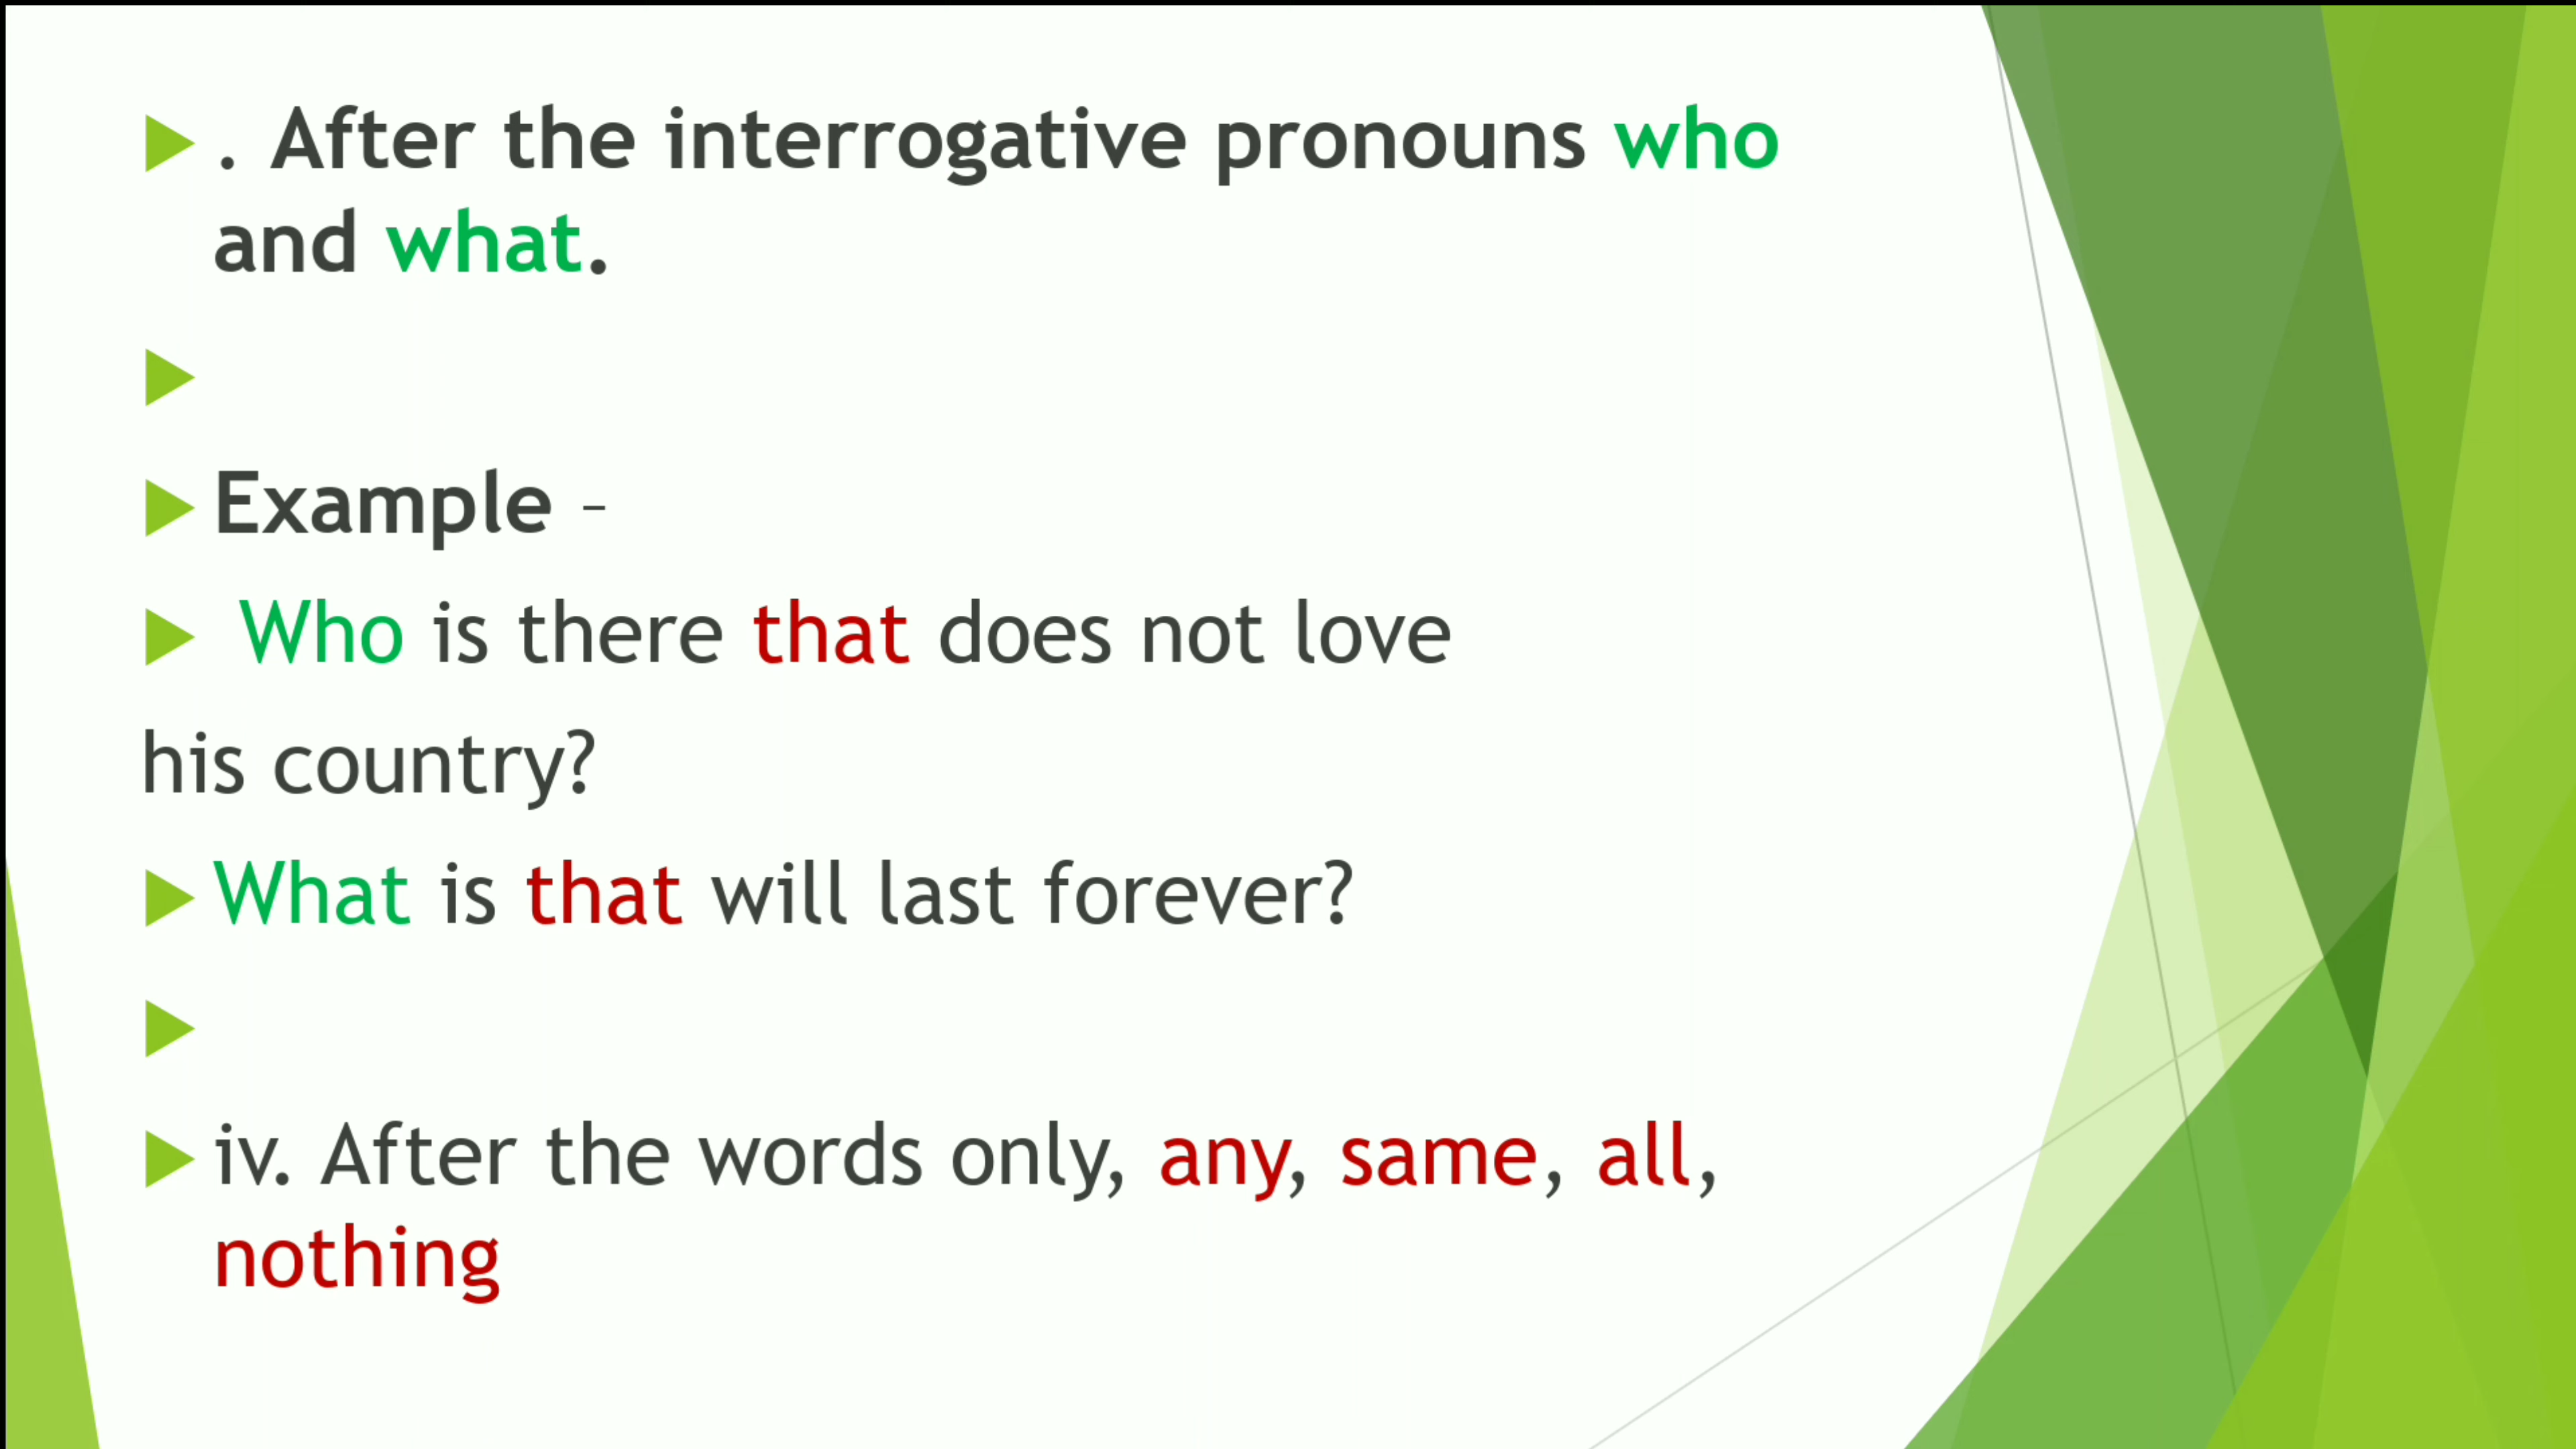 . After the interrogative pronouns who
and what.
Example –
Who is there that does not love
his country?
What is that will last forever?
iv. After the words only, any, same, all,
nothing